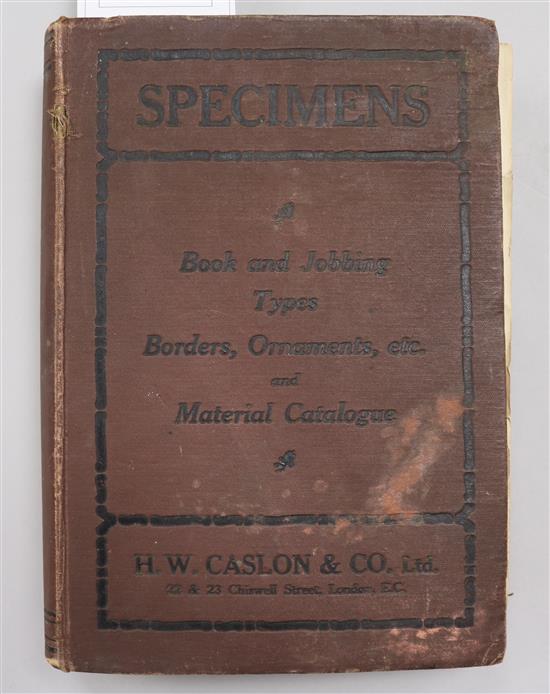 SPECIMENS
Book and Jobbing
Types
Borders, Ornaments, etc.
and
Material Catalogue
H. W. CASLON & CO. Ltd.
22 & 23 Chiswell Street, London, E.C.